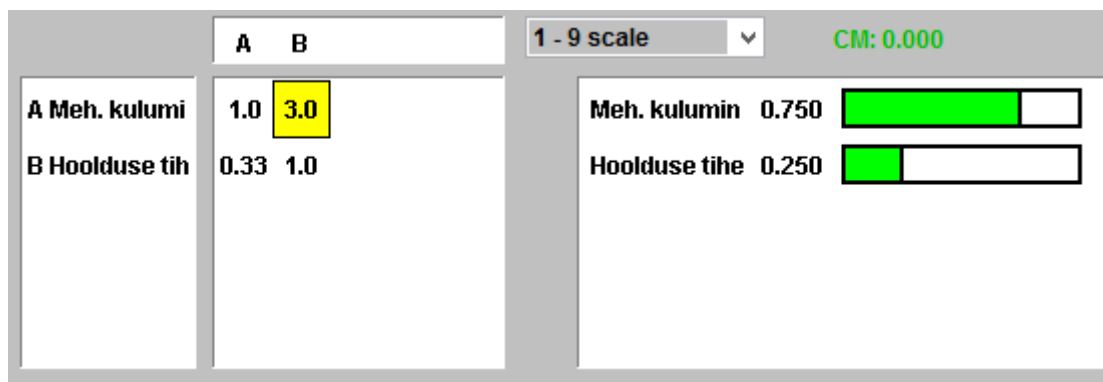 A B
1 - 9 scale
CM: 0.000
A Meh. kulumi 1.0 3.0
B Hoolduse tih 0.33 1.0
Meh. kulumin 0.750
Hoolduse tihe 0.250